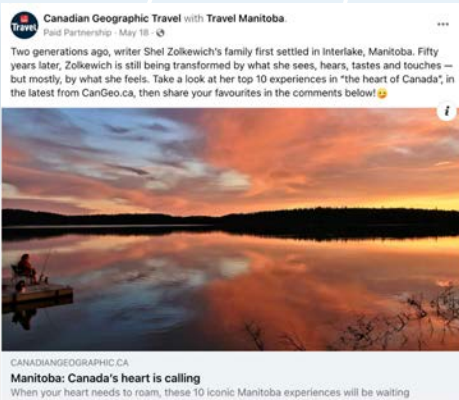 Travel
Canadian Geographic Travel with Travel Manitoba.
Paid Partnership · May 18 ·
Two generations ago, writer Shel Zolkewich's family first settled in Interlake, Manitoba. Fifty
years later, Zolkewich is still being transformed by what she sees, hears, tastes and touches —
but mostly, by what she feels. Take a look at her top 10 experiences in "the heart of Canada", in
the latest from CanGeo.ca, then share your favourites in the comments below!😊
i
CANADIANGEOGRAPHIC.CA
Manitoba: Canada's heart is calling
When your heart needs to roam, these 10 iconic Manitoba experiences will be waiting